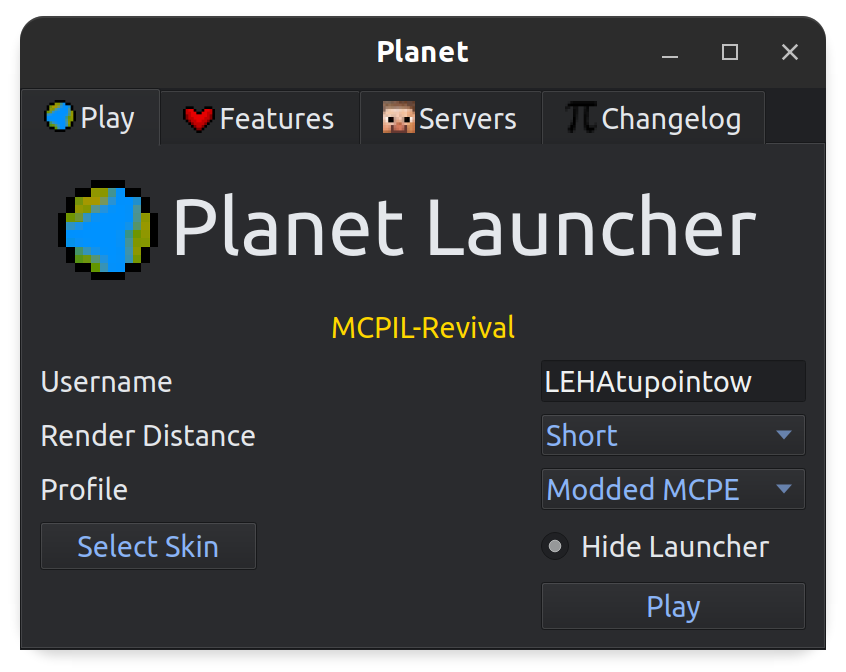 Planet
Play Features Servers Changelog
Planet Launcher
MCPIL-Revival
Username LEHAtupointow
Render Distance Short
Profile Modded MCPE
Select Skin Hide Launcher
Play